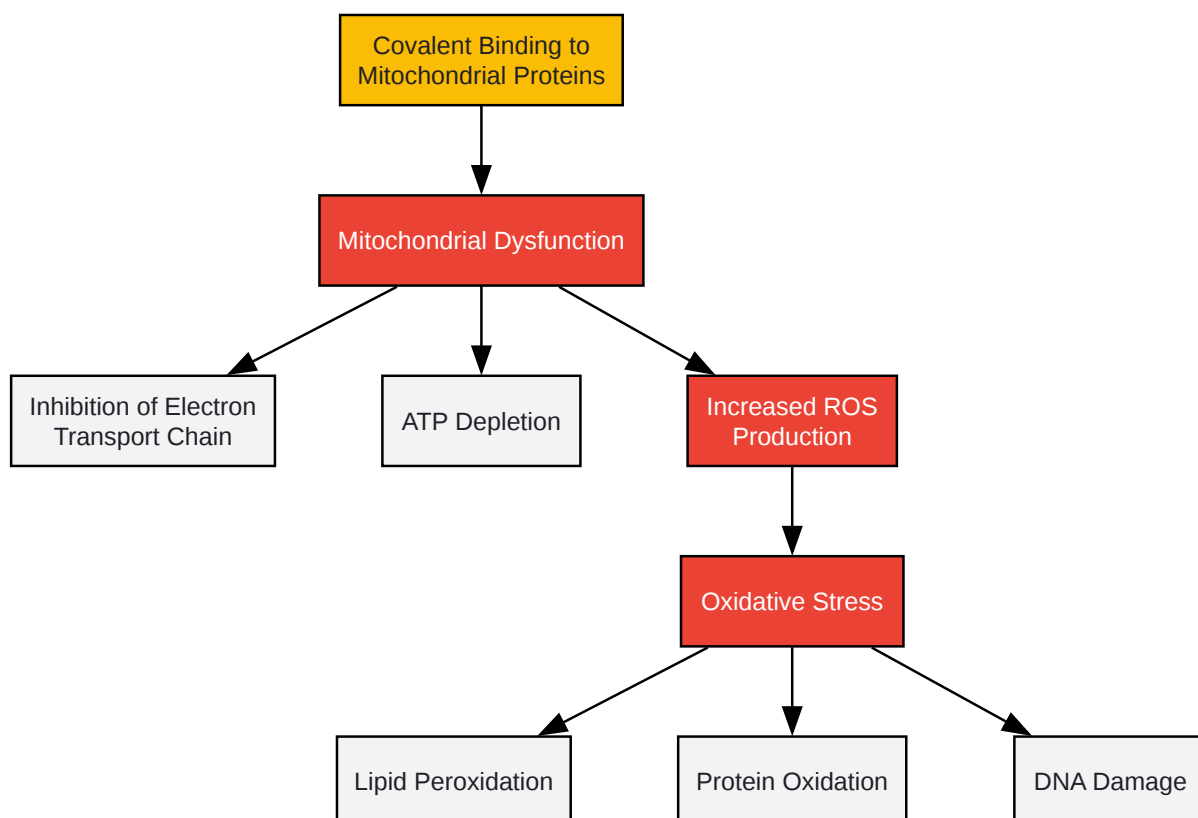 Covalent Binding to
Mitochondrial Proteins
Mitochondrial Dysfunction
Inhibition of Electron
Transport Chain
ATP Depletion
Increased ROS
Production
Oxidative Stress
Lipid Peroxidation
Protein Oxidation
DNA Damage